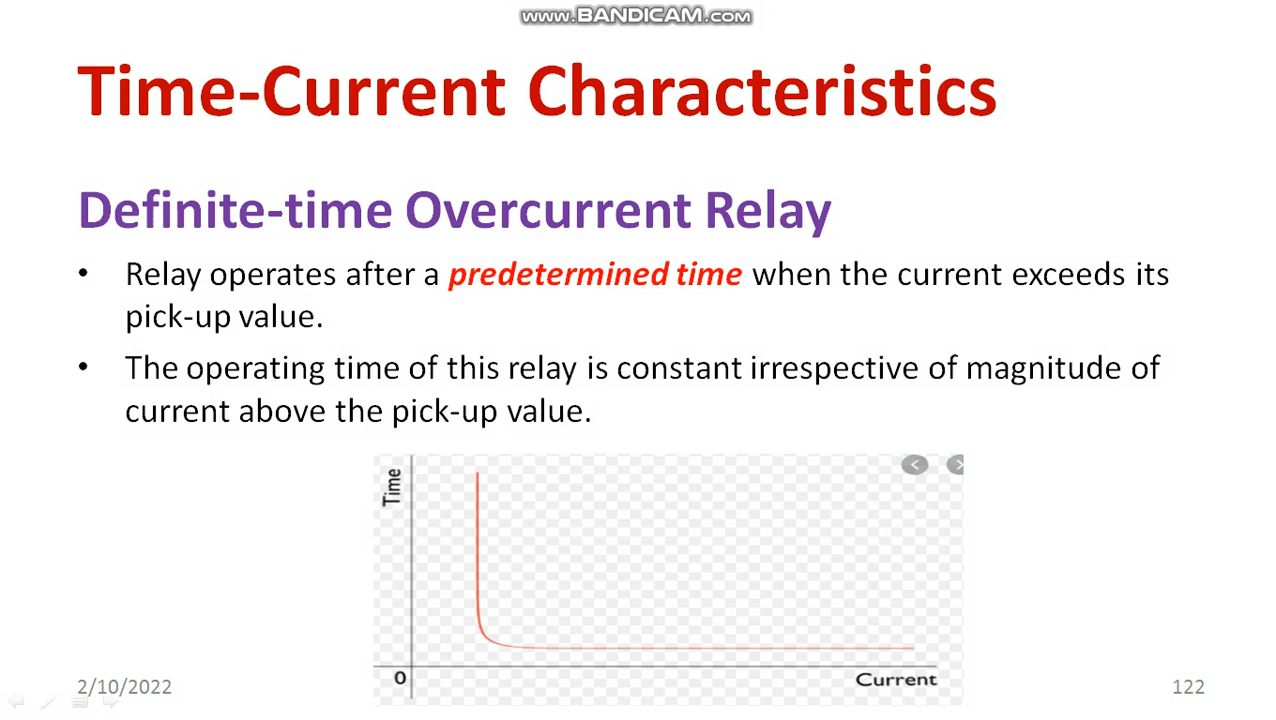 www.BANDICAM.com
Time-Current Characteristics
Definite-time Overcurrent Relay
• Relay operates after a predetermined time when the current exceeds its
pick-up value.
• The operating time of this relay is constant irrespective of magnitude of
current above the pick-up value.
Time
0
Current
2/10/2022
122